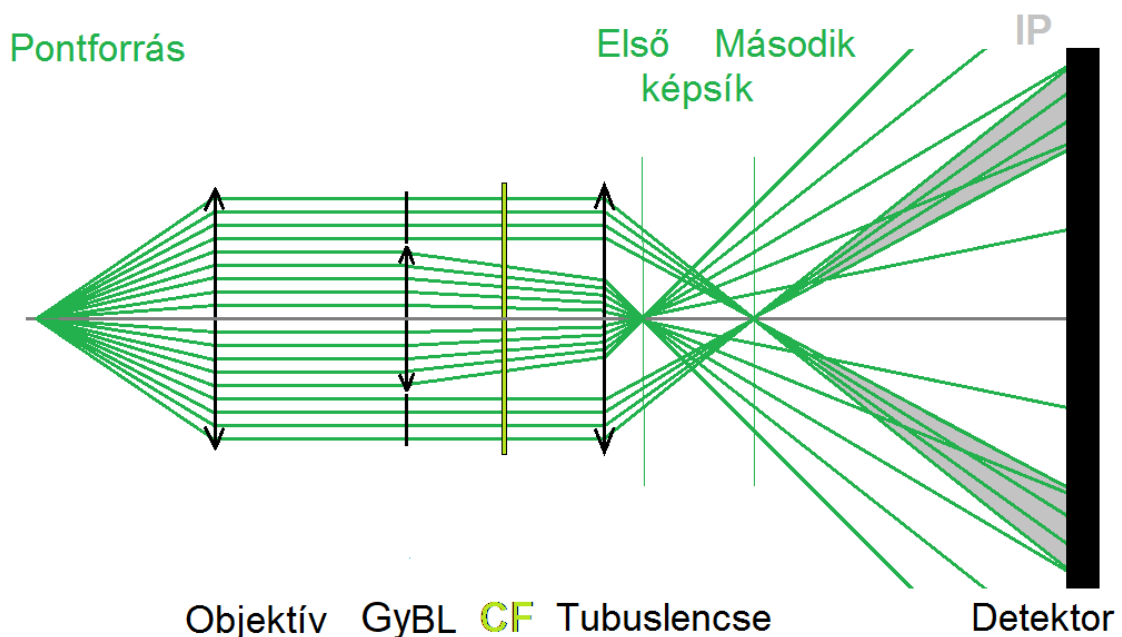 IP
Pontforrás
Első Második
képsík
Objektív GyBL CF Tubuslencse Detektor